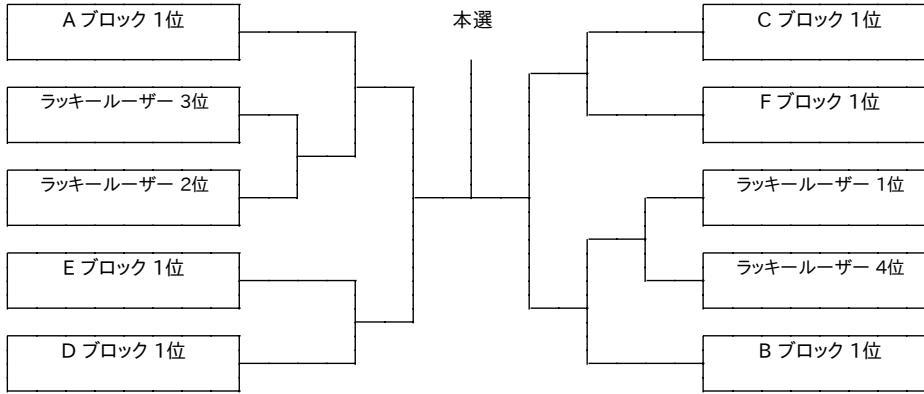 本選
A ブロック 1位
ラッキールーザー 3位
ラッキールーザー 2位
E ブロック 1位
D ブロック 1位
C ブロック 1位
F ブロック 1位
ラッキールーザー 1位
ラッキールーザー 4位
B ブロック 1位